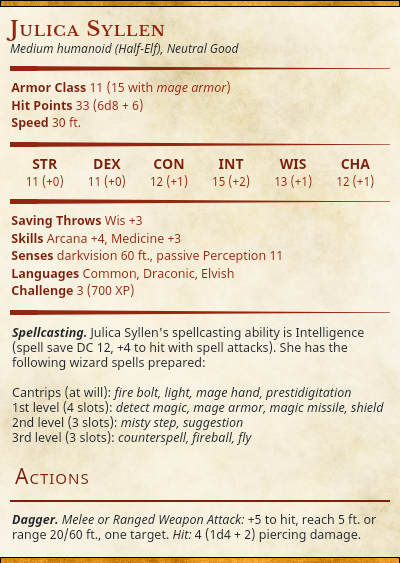 Julica Syllen
Medium humanoid (Half-Elf), Neutral Good
Armor Class 11 (15 with mage armor)
Hit Points 33 (6d8 + 6)
Speed 30 ft.
STR DEX CON INT WIS CHA
11 (+0) 11 (+0) 12 (+1) 15 (+2) 13 (+1) 12 (+1)
Saving Throws Wis +3
Skills Arcana +4, Medicine +3
Senses darkvision 60 ft., passive Perception 11
Languages Common, Draconic, Elvish
Challenge 3 (700 XP)
Spellcasting. Julica Syllen's spellcasting ability is Intelligence
(spell save DC 12, +4 to hit with spell attacks). She has the
following wizard spells prepared:
Cantrips (at will): fire bolt, light, mage hand, prestidigitation
1st level (4 slots): detect magic, mage armor, magic missile, shield
2nd level (3 slots): misty step, suggestion
3rd level (3 slots): counterspell, fireball, fly
Actions
Dagger. Melee or Ranged Weapon Attack: +5 to hit, reach 5 ft. or
range 20/60 ft., one target. Hit: 4 (1d4 + 2) piercing damage.